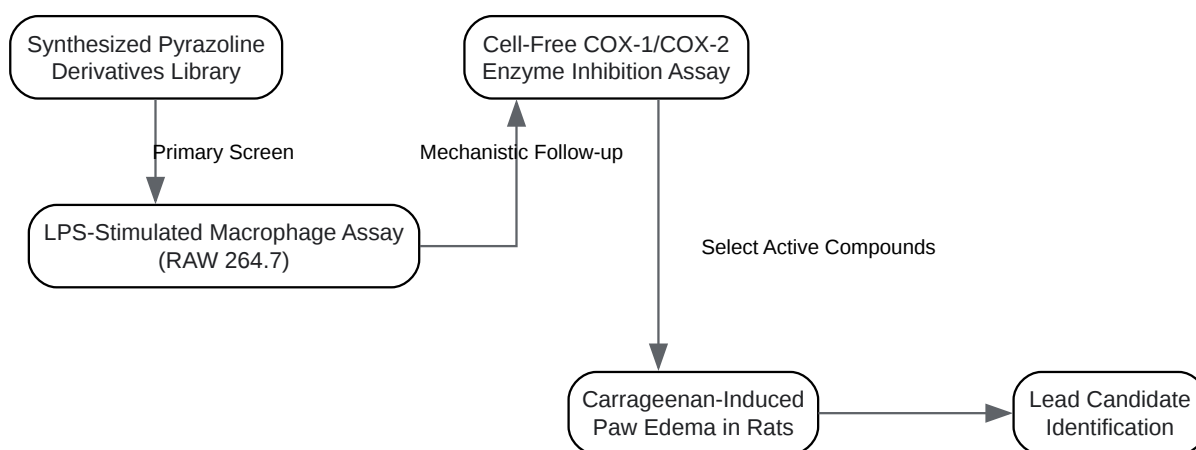 Synthesized Pyrazoline
Derivatives Library
Primary Screen
LPS-Stimulated Macrophage Assay
(RAW 264.7)
Mechanistic Follow-up
Cell-Free COX-1/COX-2
Enzyme Inhibition Assay
Select Active Compounds
Carrageenan-Induced
Paw Edema in Rats
Lead Candidate
Identification